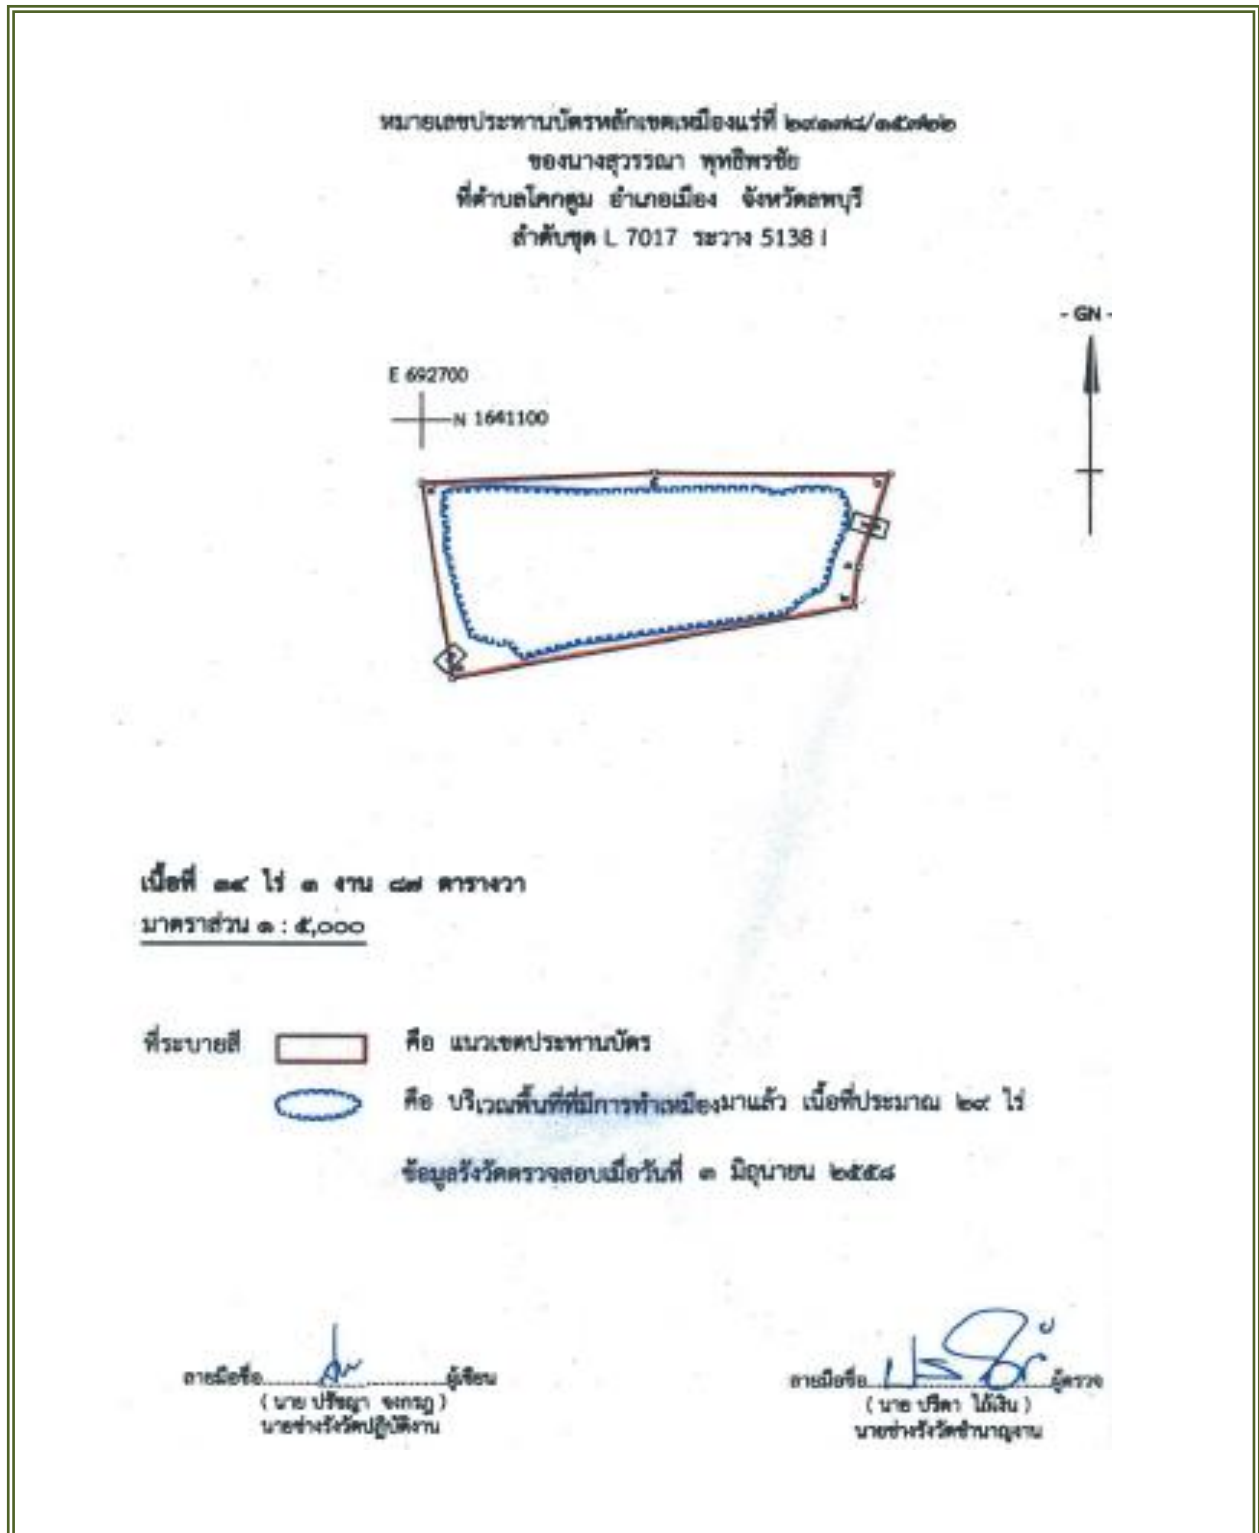 หมายเลขประทานบัตรหลักเขตเหมืองแร่ที่ ๒๙๑๗๘/๑๕๗๒๒
ของนางสุวรรณา พุทธิพรชัย
ที่ตำบลโคกตูม อำเภอเมือง จังหวัดลพบุรี
ลำดับชุด L 7017 ระวาง 5138 I
- GN -
E 692700
N 1641100
เนื้อที่ ๓๙ ไร่ ๓ งาน ๘๗ ตารางวา
มาตราส่วน ๑ : ๕,๐๐๐
ที่ระบายสี คือ แนวเขตประทานบัตร
คือ บริเวณพื้นที่ที่มีการทำเหมืองมาแล้ว เนื้อที่ประมาณ ๒๙ ไร่
ข้อมูลรังวัดตรวจสอบเมื่อวันที่ ๓ มิถุนายน ๒๕๕๘
ลายมือชื่อ ผู้เขียน
( นาย ปรัชญา )
นายช่างรังวัดปฏิบัติงาน
ลายมือชื่อ ผู้ตรวจ
( นาย ปรีดา )
นายช่างรังวัดชำนาญงาน